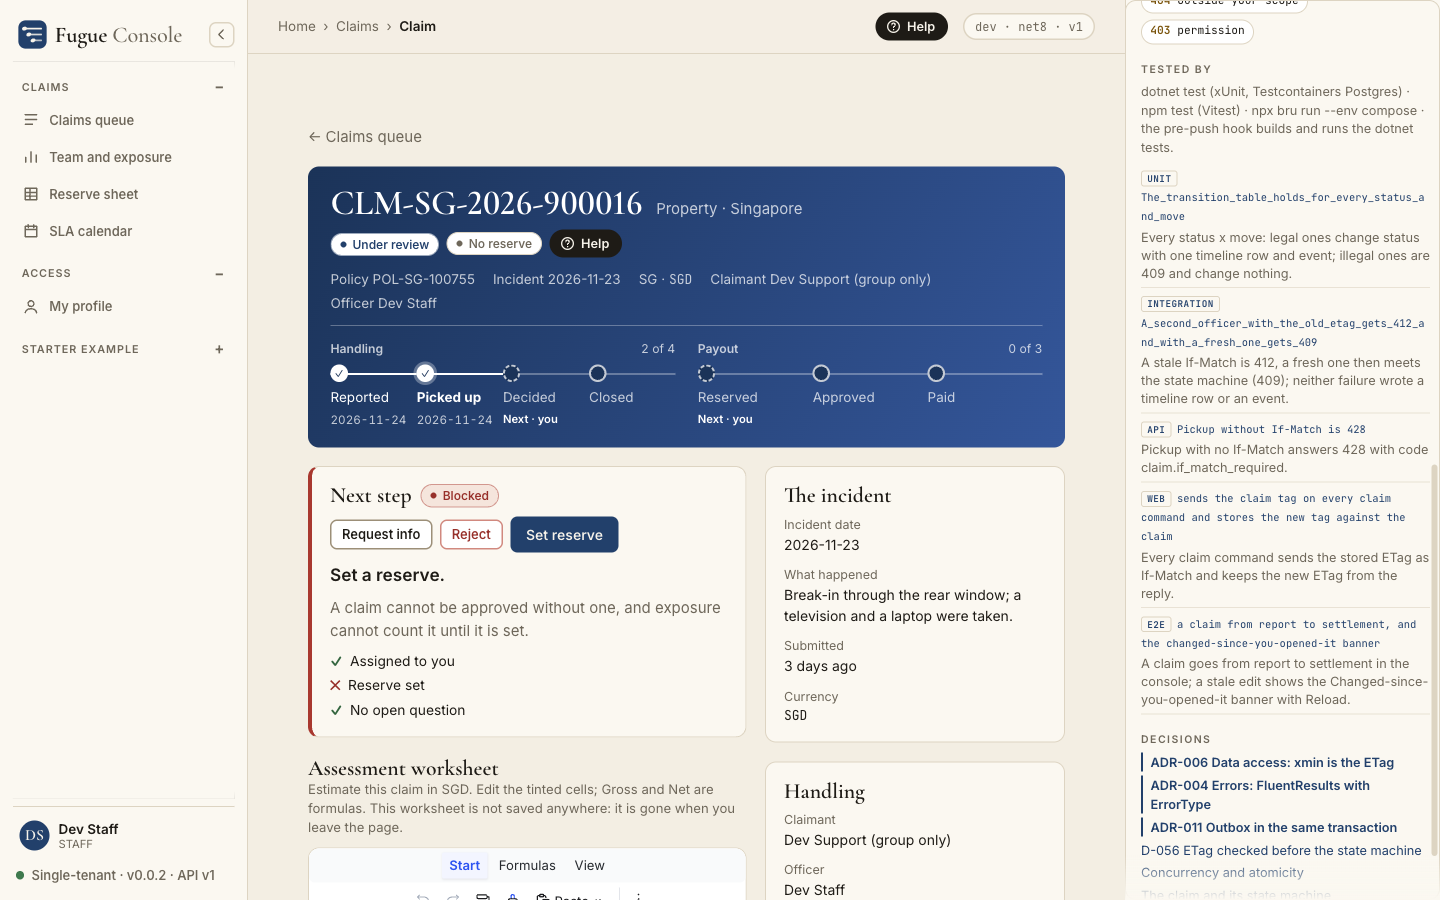 Fugue Console
CLAIMS
Claims queue
Team and exposure
Reserve sheet
SLA calendar
ACCESS
My profile
STARTER EXAMPLE
DS
Dev Staff
STAFF
Single-tenant · v0.0.2 · API v1
Home › Claims › Claim
Help
dev · net8 · v1
← Claims queue
CLM-SG-2026-900016 Property · Singapore
Under review No reserve Help
Policy POL-SG-100755 Incident 2026-11-23 SG · SGD Claimant Dev Support (group only)
Officer Dev Staff
Handling 2 of 4 Payout 0 of 3
Reported Picked up Decided Closed Reserved Approved Paid
2026-11-24 2026-11-24 Next · you Next · you
Next step Blocked
Request info Reject Set reserve
Set a reserve.
A claim cannot be approved without one, and exposure
cannot count it until it is set.
Assigned to you
Reserve set
No open question
Assessment worksheet
Estimate this claim in SGD. Edit the tinted cells; Gross and Net are
formulas. This worksheet is not saved anywhere: it is gone when you
leave the page.
Start Formulas View
Paste
The incident
Incident date
2026-11-23
What happened
Break-in through the rear window; a
television and a laptop were taken.
Submitted
3 days ago
Currency
SGD
Handling
Claimant
Dev Support (group only)
Officer
Dev Staff
404 outside your scope
403 permission
TESTED BY
dotnet test (xUnit, Testcontainers Postgres) ·
npm test (Vitest) · npx bru run --env compose ·
the pre-push hook builds and runs the dotnet
tests.
UNIT
The_transition_table_holds_for_every_status_a
nd_move
Every status x move: legal ones change status
with one timeline row and event; illegal ones are
409 and change nothing.
INTEGRATION
A_second_officer_with_the_old_etag_gets_412_a
nd_with_a_fresh_one_gets_409
A stale If-Match is 412, a fresh one then meets
the state machine (409); neither failure wrote a
timeline row or an event.
API Pickup without If-Match is 428
Pickup with no If-Match answers 428 with code
claim.if_match_required.
WEB sends the claim tag on every claim
command and stores the new tag against the
claim
Every claim command sends the stored ETag as
If-Match and keeps the new ETag from the
reply.
E2E a claim from report to settlement, and
the changed-since-you-opened-it banner
A claim goes from report to settlement in the
console; a stale edit shows the Changed-since-
you-opened-it banner with Reload.
DECISIONS
ADR-006 Data access: xmin is the ETag
ADR-004 Errors: FluentResults with
ErrorType
ADR-011 Outbox in the same transaction
D-056 ETag checked before the state machine
Concurrency and atomicity
The claim and its state machine